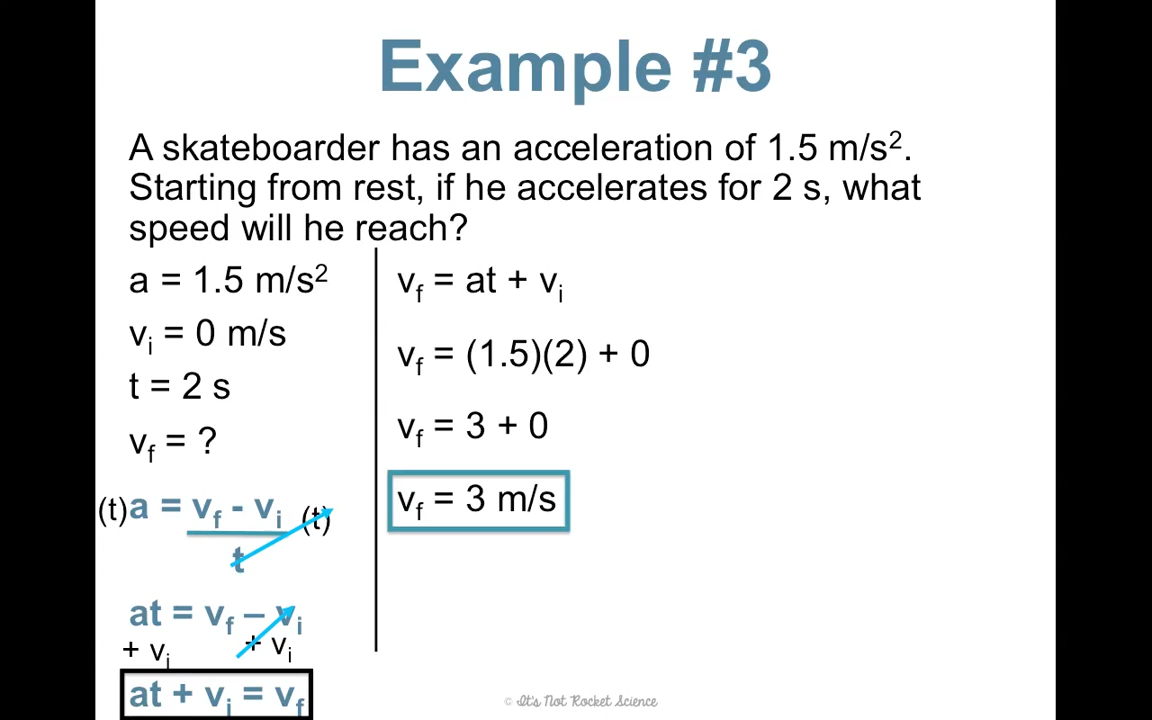 Example #3
A skateboarder has an acceleration of 1.5 m/s².
Starting from rest, if he accelerates for 2 s, what
speed will he reach?
a = 1.5 m/s²
vᵢ = 0 m/s
t = 2 s
v_f = ?
(t)a = v_f - vᵢ (t)
t
at = v_f – vᵢ
+ vᵢ + vᵢ
at + vᵢ = v_f
v_f = at + vᵢ
v_f = (1.5)(2) + 0
v_f = 3 + 0
v_f = 3 m/s
© It's Not Rocket Science